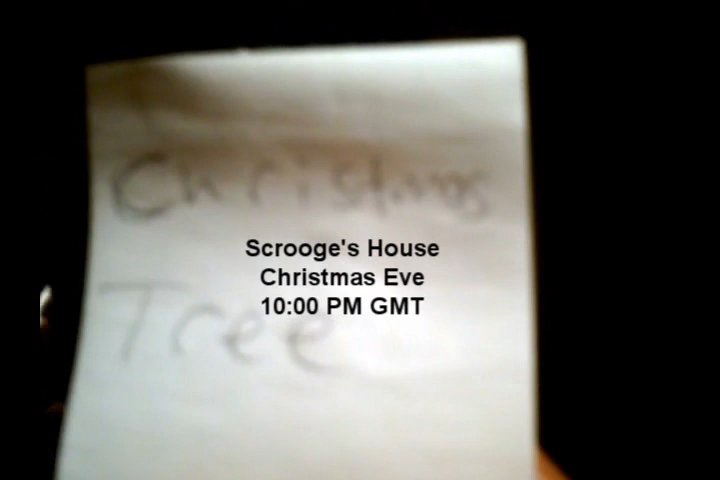 Christmas
Scrooge's House
Christmas Eve
10:00 PM GMT
Tree